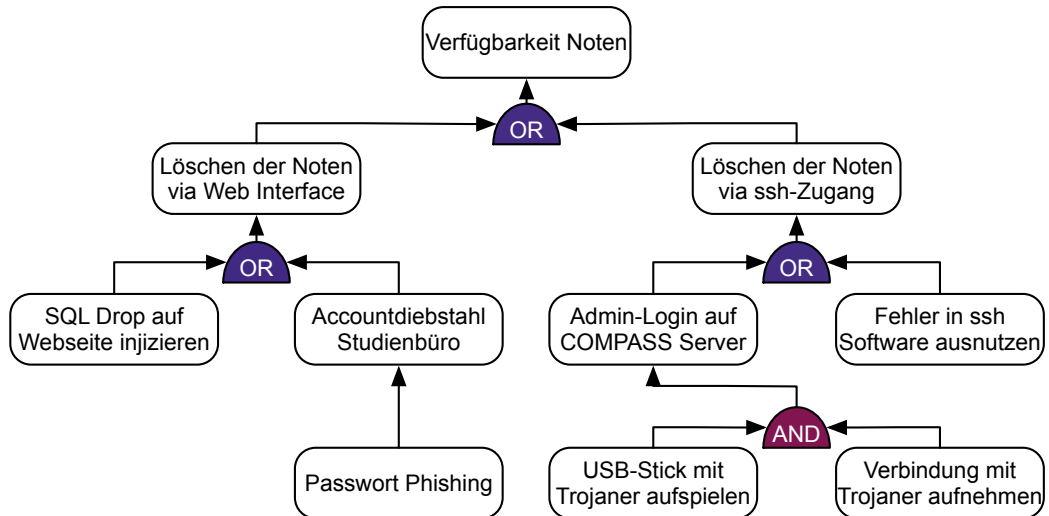 Verfügbarkeit Noten
OR
Löschen der Noten
via Web Interface
Löschen der Noten
via ssh-Zugang
OR
OR
SQL Drop auf
Webseite injizieren
Accountdiebstahl
Studienbüro
Admin-Login auf
COMPASS Server
Fehler in ssh
Software ausnutzen
AND
Passwort Phishing
USB-Stick mit
Trojaner aufspielen
Verbindung mit
Trojaner aufnehmen